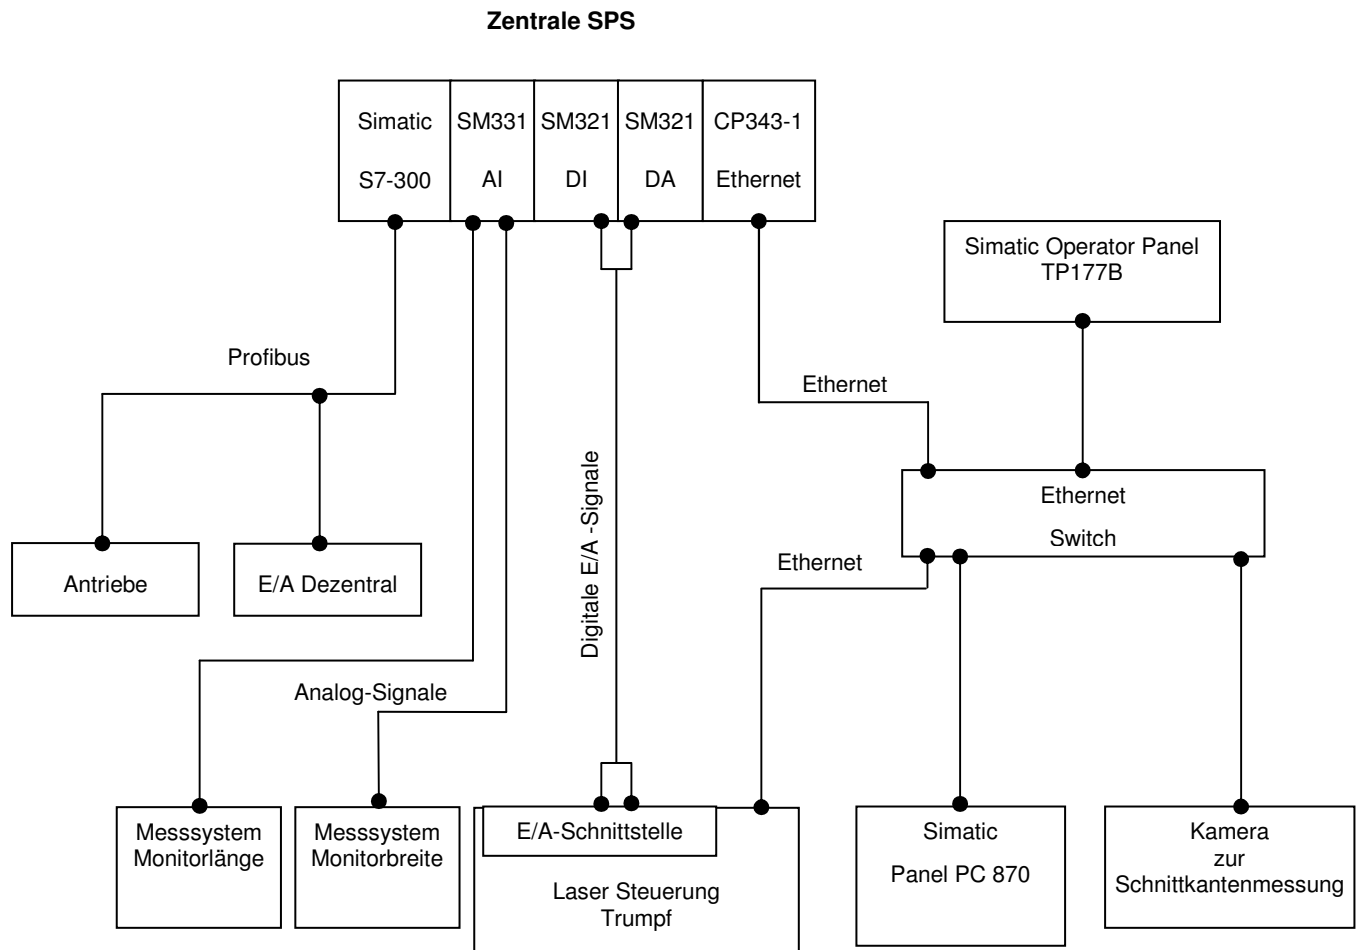 Zentrale SPS
Simatic
S7-300
SM331
AI
SM321
DI
SM321
DA
CP343-1
Ethernet
Simatic Operator Panel
TP177B
Profibus
Ethernet
Digitale E/A -Signale
Ethernet
Switch
Ethernet
Antriebe
E/A Dezentral
Analog-Signale
Messsystem
Monitorlänge
Messsystem
Monitorbreite
E/A-Schnittstelle
Laser Steuerung
Trumpf
Simatic
Panel PC 870
Kamera
zur
Schnittkantenmessung